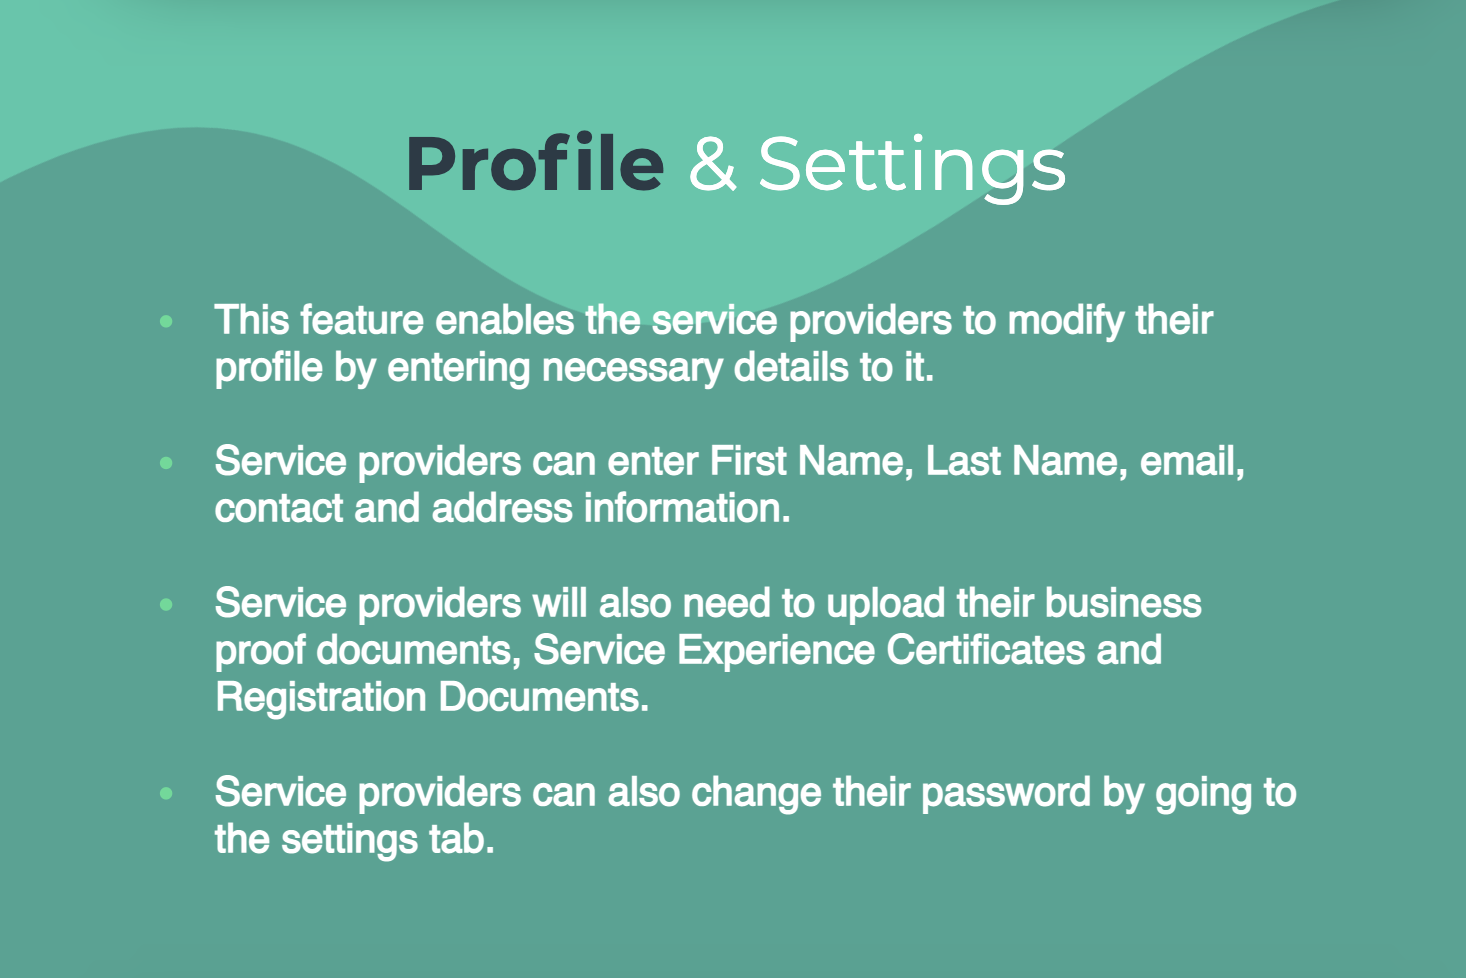 Profile & Settings
• This feature enables the service providers to modify their
profile by entering necessary details to it.
• Service providers can enter First Name, Last Name, email,
contact and address information.
• Service providers will also need to upload their business
proof documents, Service Experience Certificates and
Registration Documents.
• Service providers can also change their password by going to
the settings tab.